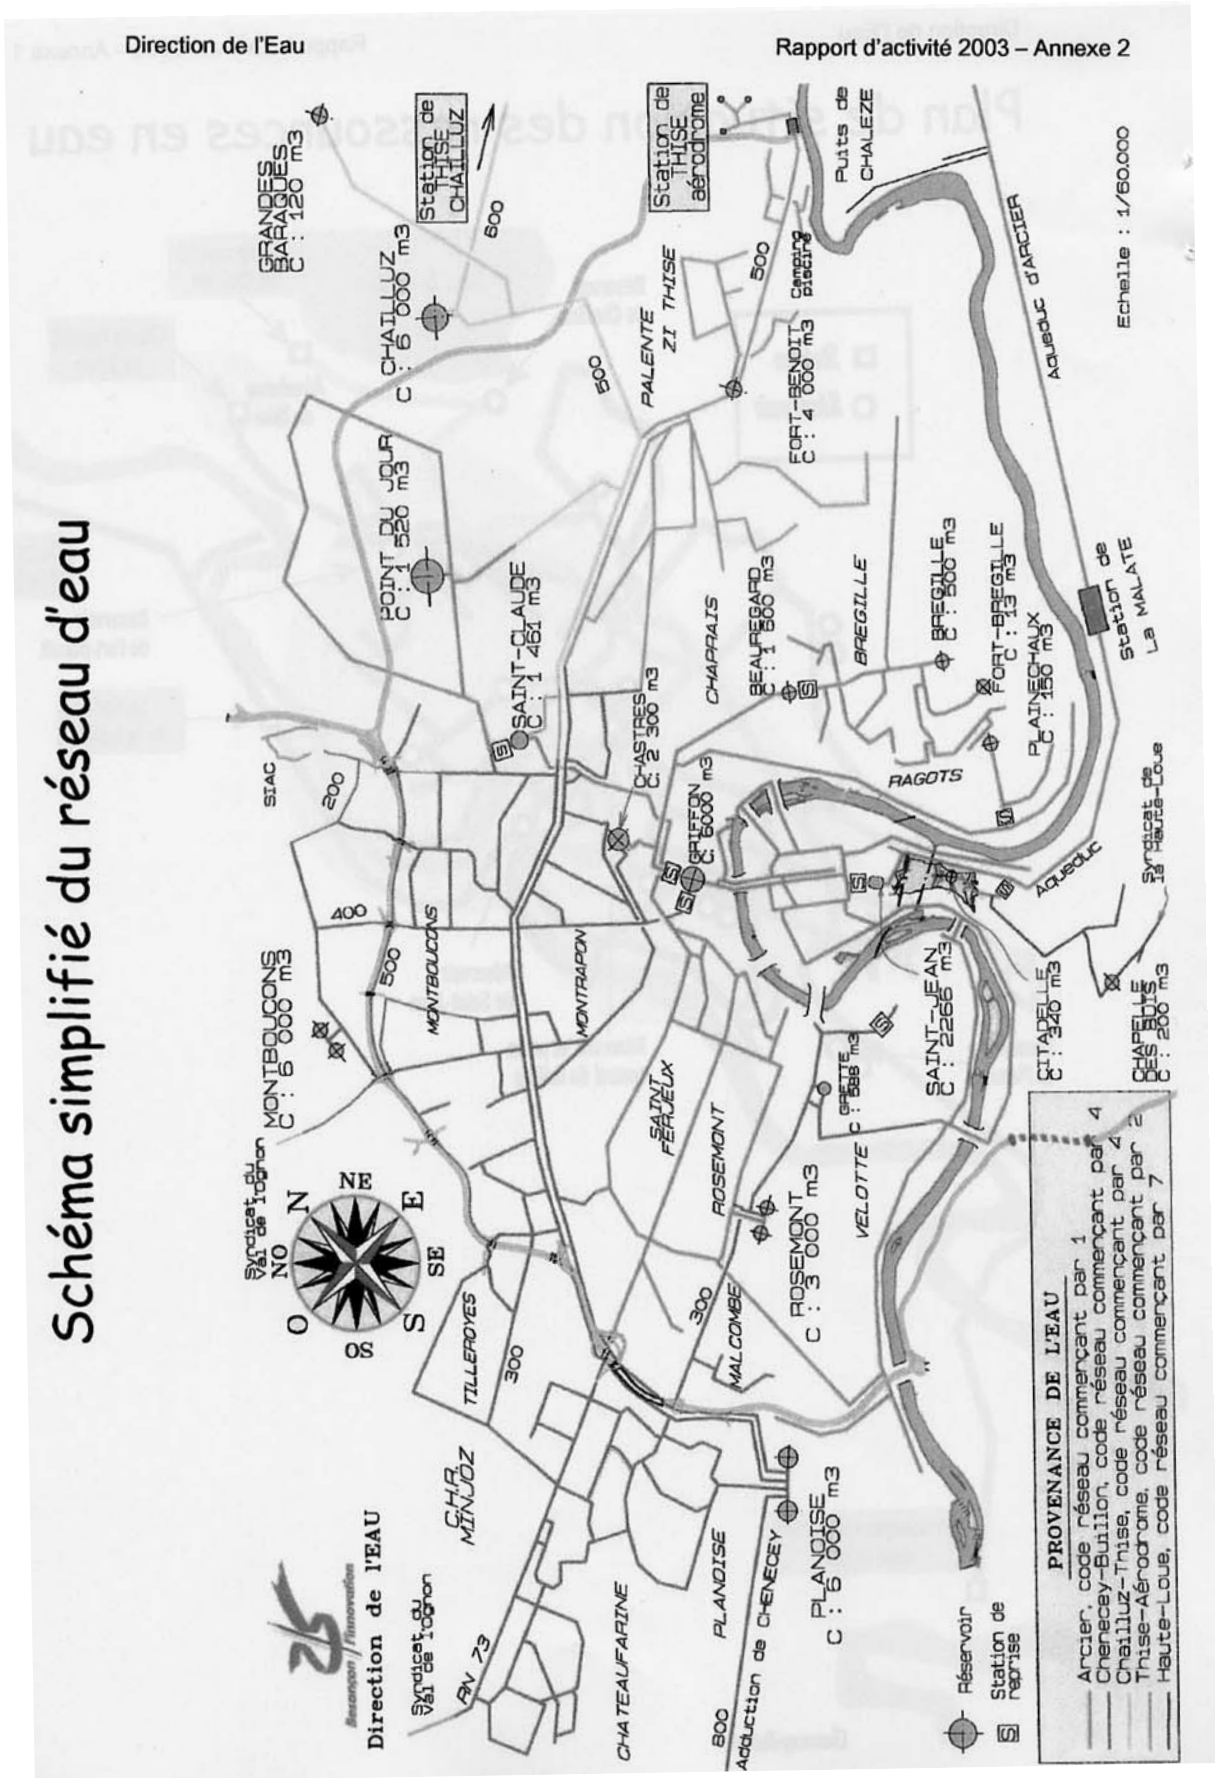 Direction de l'Eau
Rapport d'activité 2003 – Annexe 2
Schéma simplifié du réseau d'eau
GRANDES
BARAQUES
C : 120 m3
Station de
THISE
CHAILLUZ
600
Station de
THISE
aérodrome
Puits de
CHALEZE
CHAILLUZ
C : 6 000 m3
PALENTE
ZI THISE
500
500
Camping
piscine
Aqueduc d'ARCIER
Echelle : 1/60.000
FORT-BENOIT
C : 4 000 m3
POINT DU JOUR
C : 1 520 m3
SAINT-CLAUDE
C : 1 461 m3
S
CHAPRAIS
BEAUREGARD
C : 1 500 m3
S
BREGILLE
BREGILLE
C : 500 m3
FORT-BREGILLE
C : 13 m3
PLAINECHAUX
C : 150 m3
Station de
La MALATE
SIAC
200
CHASTRES
C: 2 300 m3
GRIFFON
C: 6000 m3
S
S
RAGOTS
S
S
S
Aqueduc
Syndicat de
la Haute-Loue
400
500
MONTBOUCONS
C : 6 000 m3
MONTBOUCONS
MONTRAPON
SAINT-JEAN
C : 2266 m3
CITADELLE
C : 340 m3
CHAPELLE
DES BUIS
C : 200 m3
Syndicat du
Val de l'ognon
SAINT
FERJEUX
GRETTE
C : 588 m3
S
ROSEMONT
VELOTTE
ROSEMONT
C : 3 000 m3
N
NE
E
SE
S
SO
O
NO
TILLEROYES
300
300
MALCOMBE
C.H.R.
MINJOZ
PLANOISE
PLANOISE
C : 6 000 m3
CHATEAUFARINE
RN 73
Syndicat du
Val de l'ognon
800
Adduction de CHENECEY
Besançon / l'innovation
Direction de l'EAU
Réservoir
S
Station de
reprise
PROVENANCE DE L'EAU
Arcier, code réseau commençant par 1
Chenecey-Buillon, code réseau commençant par 4
Chailluz-Thise, code réseau commençant par 4
Thise-Aérodrome, code réseau commençant par 2
Haute-Loue, code réseau commençant par 7